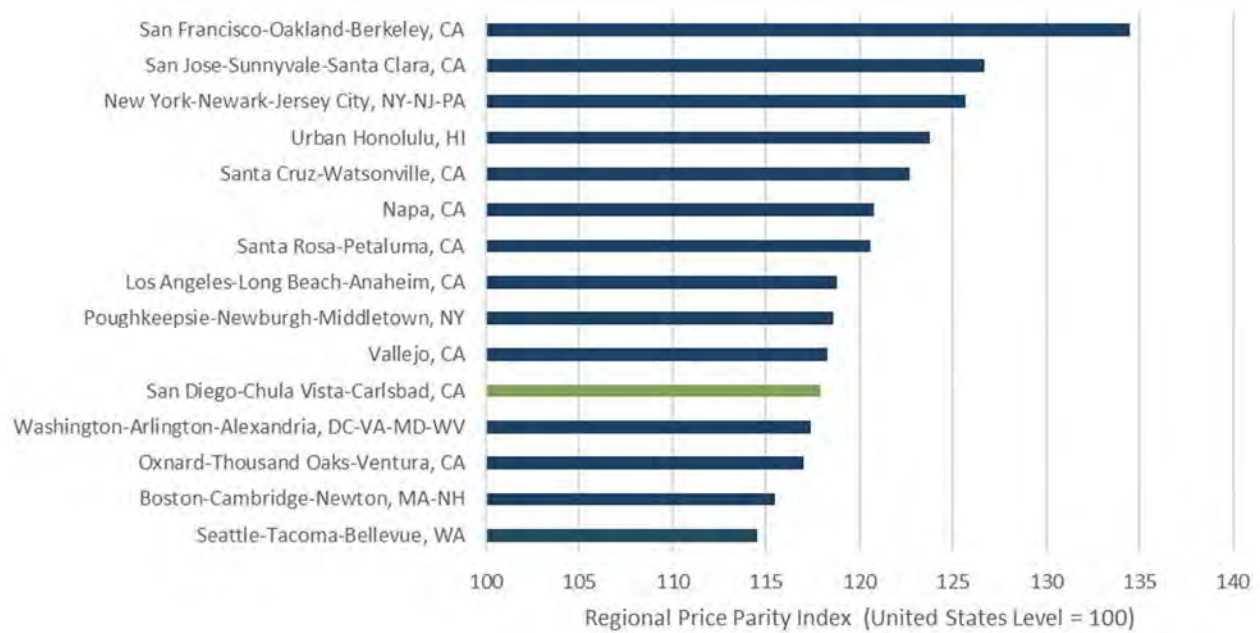 San Francisco-Oakland-Berkeley, CA
San Jose-Sunnyvale-Santa Clara, CA
New York-Newark-Jersey City, NY-NJ-PA
Urban Honolulu, HI
Santa Cruz-Watsonville, CA
Napa, CA
Santa Rosa-Petaluma, CA
Los Angeles-Long Beach-Anaheim, CA
Poughkeepsie-Newburgh-Middletown, NY
Vallejo, CA
San Diego-Chula Vista-Carlsbad, CA
Washington-Arlington-Alexandria, DC-VA-MD-WV
Oxnard-Thousand Oaks-Ventura, CA
Boston-Cambridge-Newton, MA-NH
Seattle-Tacoma-Bellevue, WA
100 105 110 115 120 125 130 135 140
Regional Price Parity Index (United States Level = 100)